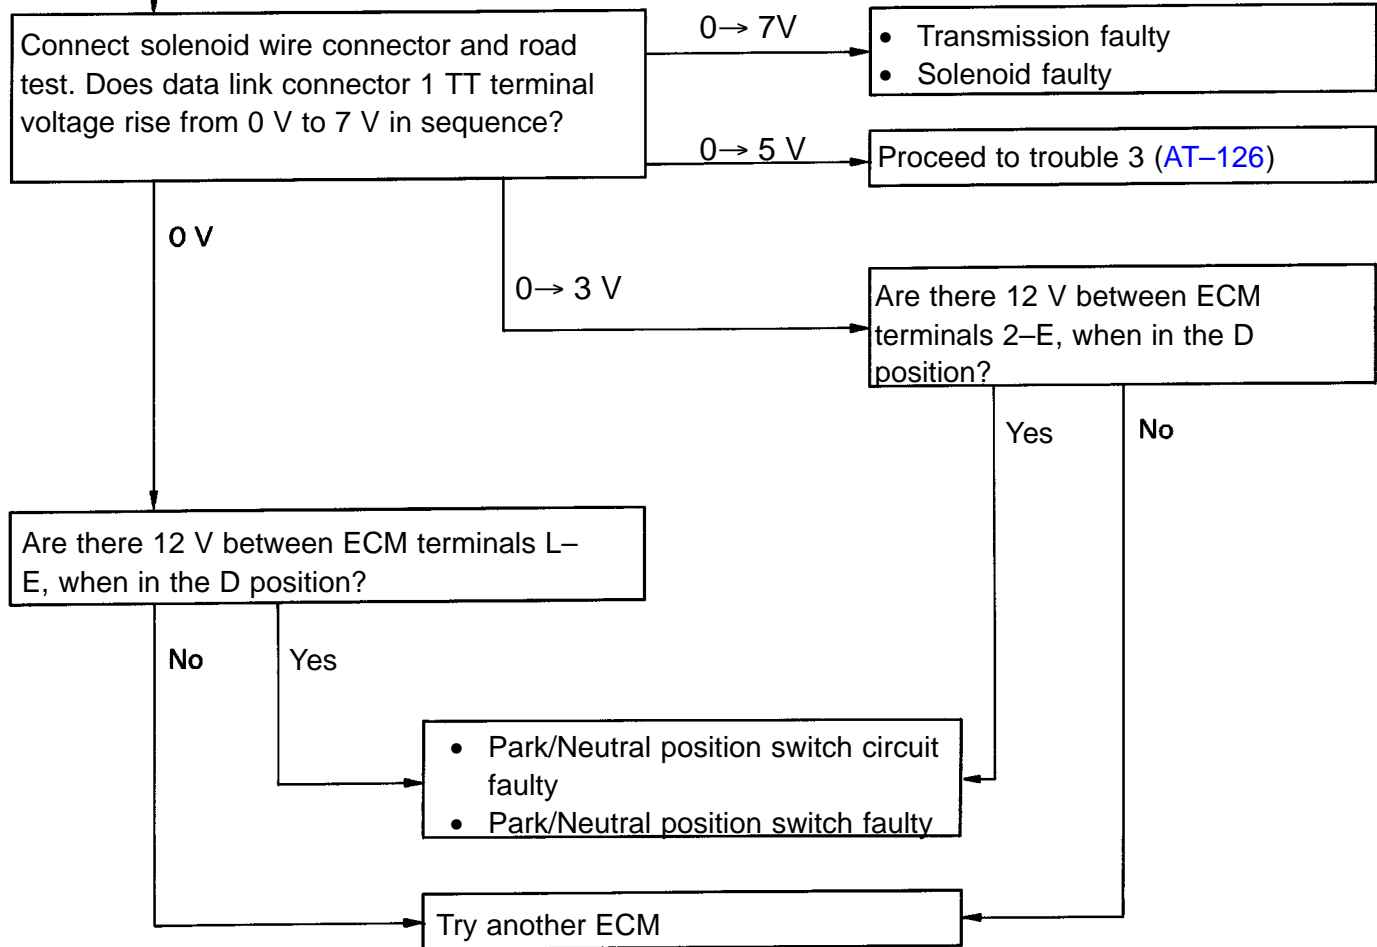 Connect solenoid wire connector and road
test. Does data link connector 1 TT terminal
voltage rise from 0 V to 7 V in sequence?
0→ 7V
• Transmission faulty
• Solenoid faulty
0→ 5 V
Proceed to trouble 3 (AT–126)
0 V
0→ 3 V
Are there 12 V between ECM
terminals 2–E, when in the D
position?
Yes
No
Are there 12 V between ECM terminals L–
E, when in the D position?
No
Yes
• Park/Neutral position switch circuit
faulty
• Park/Neutral position switch faulty
Try another ECM